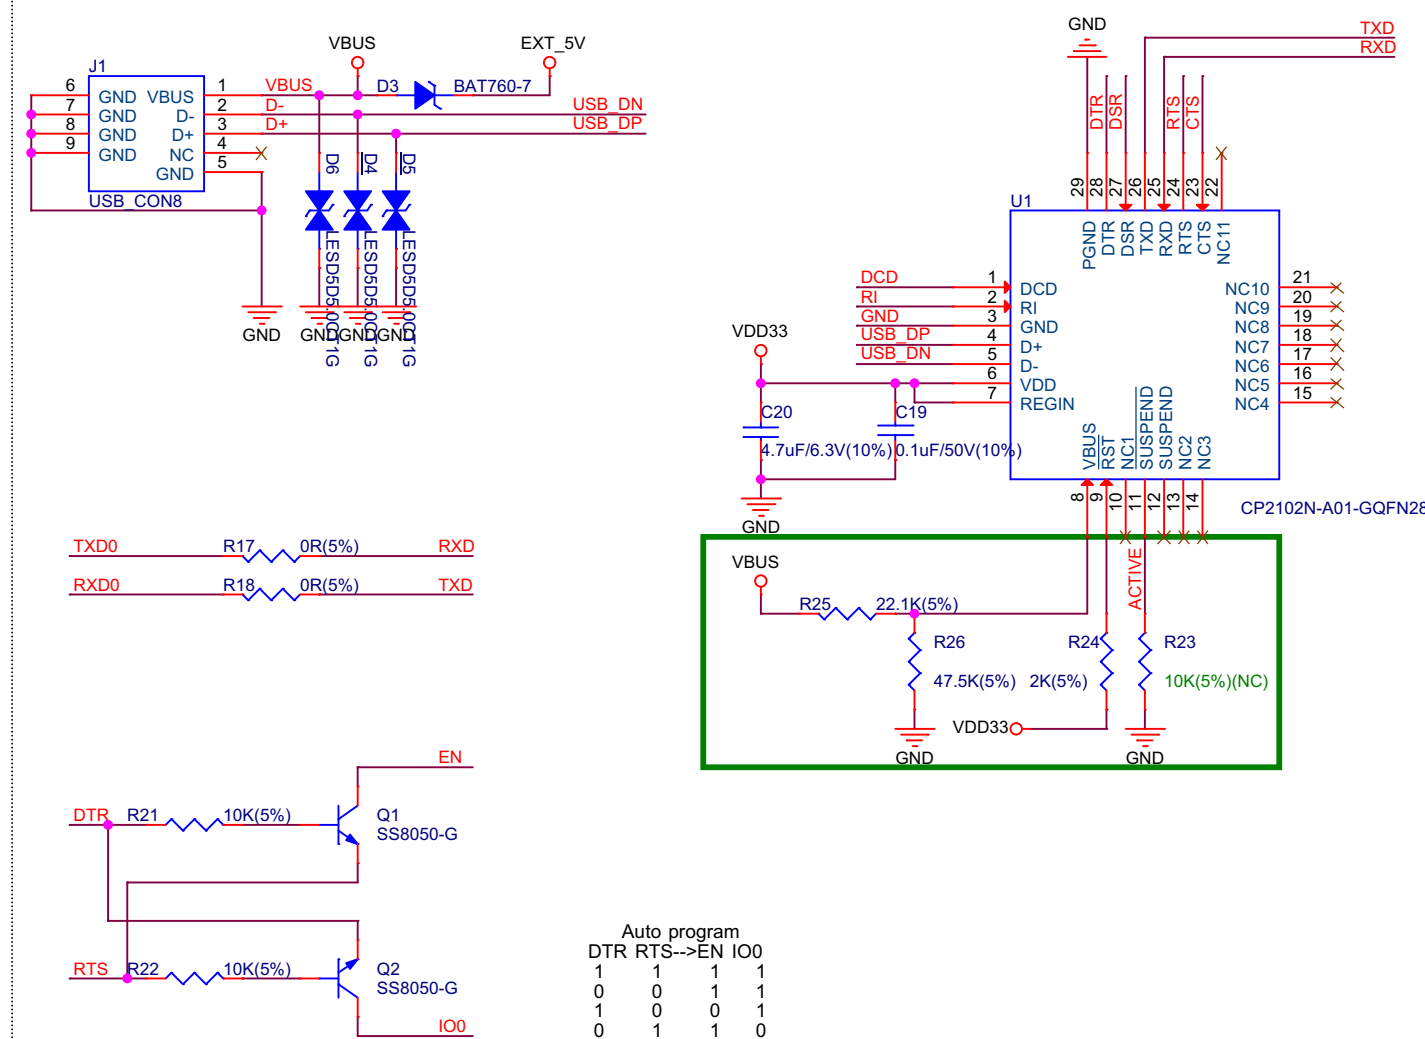 VBUS
EXT_5V
J1
D3
BAT760-7
6 GND VBUS 1 VBUS
7 GND D- 2 D- USB_DN
8 GND D+ 3 D+ USB_DP
9 GND NC 4
GND 5
USB_CON8
D6
D4
D5
LESD5D5.0CT1G
LESD5D5.0CT1G
LESD5D5.0CT1G
GND
GND
GND
GND
GND
TXD
RXD
DTR
DSR
RTS
CTS
29
28
27
26
25
24
23
22
U1
PGND
DTR
DSR
TXD
RXD
RTS
CTS
NC11
DCD 1 DCD
RI 2 RI
GND 3 GND
USB_DP 4 D+
USB_DN 5 D-
6 VDD
7 REGIN
NC10 21
NC9 20
NC8 19
NC7 18
NC6 17
NC5 16
NC4 15
VDD33
C20
4.7uF/6.3V(10%)
C19
0.1uF/50V(10%)
GND
VBUS
RST
NC1
SUSPEND
SUSPEND
NC2
NC3
8
9
10
11
12
13
14
CP2102N-A01-GQFN28
TXD0 R17 0R(5%) RXD
RXD0 R18 0R(5%) TXD
VBUS
R25 22.1K(5%)
ACTIVE
R26
47.5K(5%)
R24
2K(5%)
R23
10K(5%)(NC)
VDD33
GND
GND
EN
DTR R21 10K(5%)
Q1
SS8050-G
RTS R22 10K(5%)
Q2
SS8050-G
IO0
Auto program
DTR RTS-->EN IO0
1 1 1 1
0 0 1 1
1 0 0 1
0 1 1 0